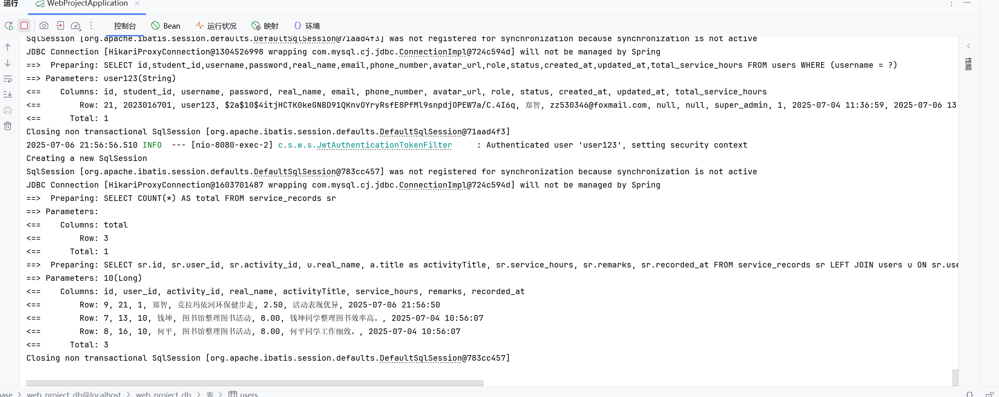 运行 WebProjectApplication
控制台 Bean 运行状况 映射 环境
SqlSession [org.apache.ibatis.session.defaults.DefaultSqlSession@71aad4f3] was not registered for synchronization because synchronization is not active
JDBC Connection [HikariProxyConnection@1304526998 wrapping com.mysql.cj.jdbc.ConnectionImpl@724c594d] will not be managed by Spring
==>  Preparing: SELECT id,student_id,username,password,real_name,email,phone_number,avatar_url,role,status,created_at,updated_at,total_service_hours FROM users WHERE (username = ?)
==> Parameters: user123(String)
<==    Columns: id, student_id, username, password, real_name, email, phone_number, avatar_url, role, status, created_at, updated_at, total_service_hours
<==        Row: 21, 2023016701, user123, $2a$10$4itjHCTK0keGNBD91QKnvOYryRsfE8PfMl9snpdjOPEW7a/C.4I6q, 郑智, zz530346@foxmail.com, null, null, super_admin, 1, 2025-07-04 11:36:59, 2025-07-06 13
<==      Total: 1
Closing non transactional SqlSession [org.apache.ibatis.session.defaults.DefaultSqlSession@71aad4f3]
2025-07-06 21:56:56.510 INFO  --- [nio-8080-exec-2] c.s.w.s.JwtAuthenticationTokenFilter     : Authenticated user 'user123', setting security context
Creating a new SqlSession
SqlSession [org.apache.ibatis.session.defaults.DefaultSqlSession@783cc457] was not registered for synchronization because synchronization is not active
JDBC Connection [HikariProxyConnection@1603701487 wrapping com.mysql.cj.jdbc.ConnectionImpl@724c594d] will not be managed by Spring
==>  Preparing: SELECT COUNT(*) AS total FROM service_records sr
==> Parameters:
<==    Columns: total
<==        Row: 3
<==      Total: 1
==>  Preparing: SELECT sr.id, sr.user_id, sr.activity_id, u.real_name, a.title as activityTitle, sr.service_hours, sr.remarks, sr.recorded_at FROM service_records sr LEFT JOIN users u ON sr.use
==> Parameters: 10(Long)
<==    Columns: id, user_id, activity_id, real_name, activityTitle, service_hours, remarks, recorded_at
<==        Row: 9, 21, 1, 郑智, 克拉玛依河环保健步走, 2.50, 活动表现优异, 2025-07-06 21:56:50
<==        Row: 7, 13, 10, 钱坤, 图书馆整理图书活动, 8.00, 钱坤同学整理图书效率高。, 2025-07-04 10:56:07
<==        Row: 8, 16, 10, 何平, 图书馆整理图书活动, 8.00, 何平同学工作细致。, 2025-07-04 10:56:07
<==      Total: 3
Closing non transactional SqlSession [org.apache.ibatis.session.defaults.DefaultSqlSession@783cc457]
性能
base > web_project_db@localhost > web_project_db > 表 > users